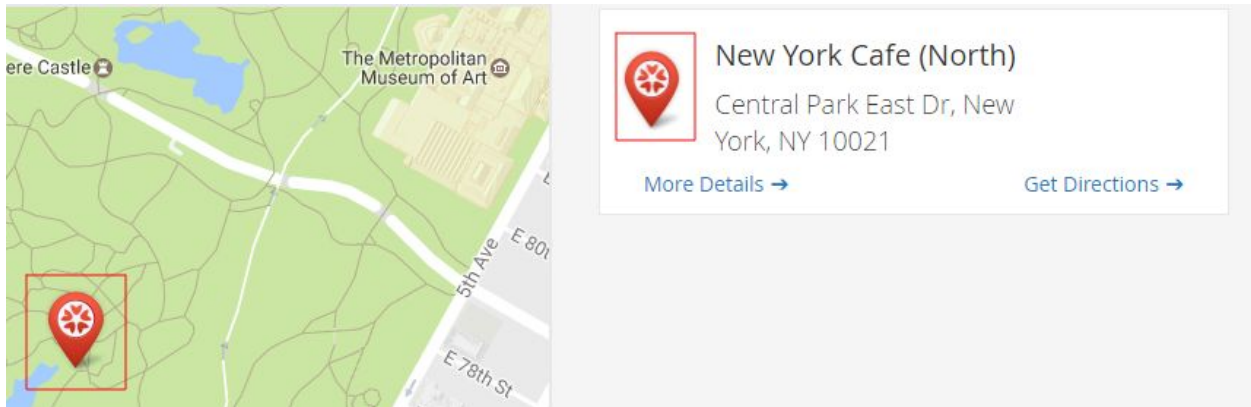 ere Castle
The Metropolitan
Museum of Art
5th Ave
E 80t
E 78th St
New York Cafe (North)
Central Park East Dr, New
York, NY 10021
More Details ➔
Get Directions ➔